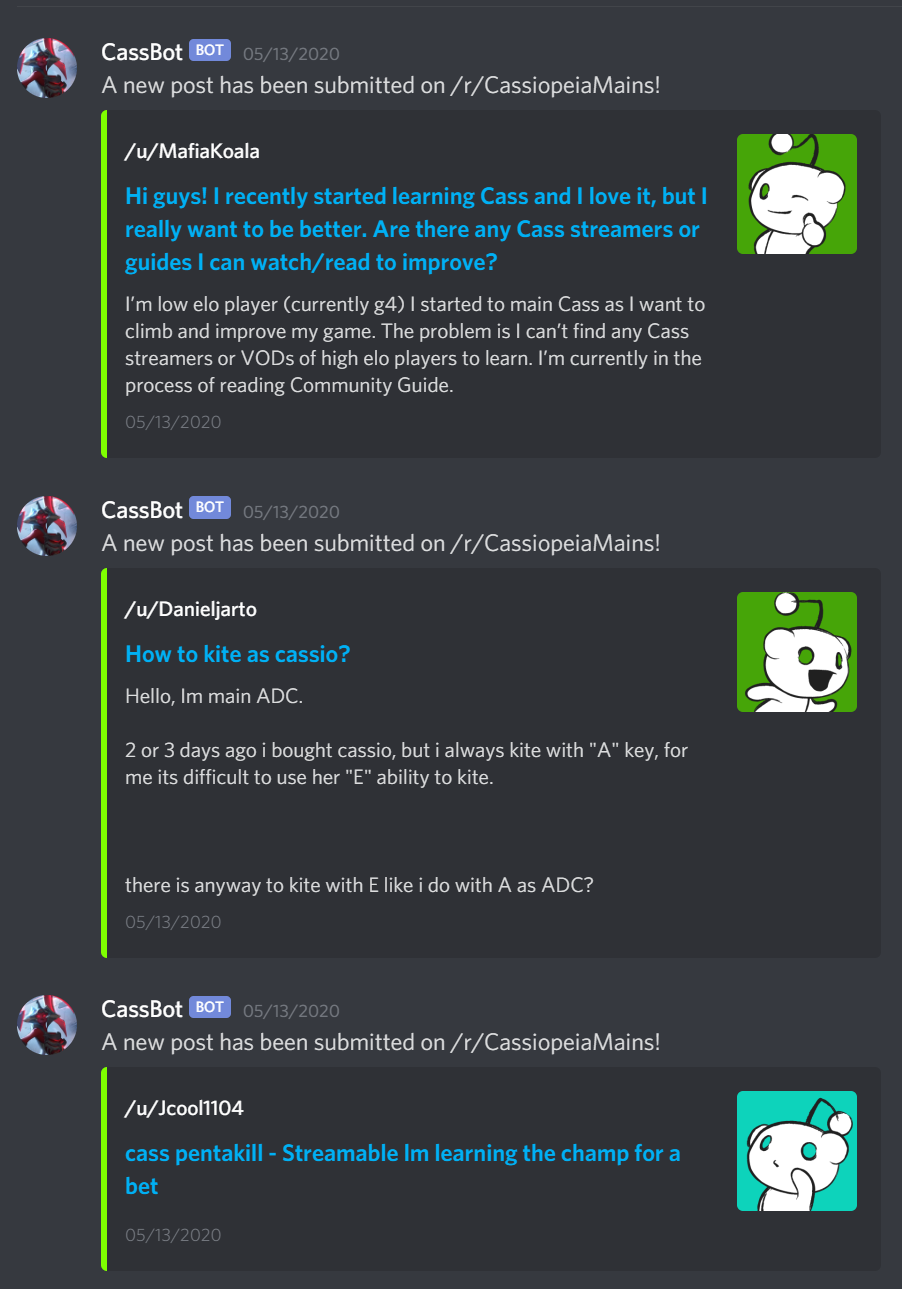 CassBot BOT 05/13/2020
A new post has been submitted on /r/CassiopeiaMains!
/u/MafiaKoala
Hi guys! I recently started learning Cass and I love it, but I
really want to be better. Are there any Cass streamers or
guides I can watch/read to improve?
I’m low elo player (currently g4) I started to main Cass as I want to
climb and improve my game. The problem is I can’t find any Cass
streamers or VODs of high elo players to learn. I’m currently in the
process of reading Community Guide.
05/13/2020
CassBot BOT 05/13/2020
A new post has been submitted on /r/CassiopeiaMains!
/u/Danieljarto
How to kite as cassio?
Hello, Im main ADC.
2 or 3 days ago i bought cassio, but i always kite with "A" key, for
me its difficult to use her "E" ability to kite.
there is anyway to kite with E like i do with A as ADC?
05/13/2020
CassBot BOT 05/13/2020
A new post has been submitted on /r/CassiopeiaMains!
/u/Jcool1104
cass pentakill - Streamable Im learning the champ for a
bet
05/13/2020